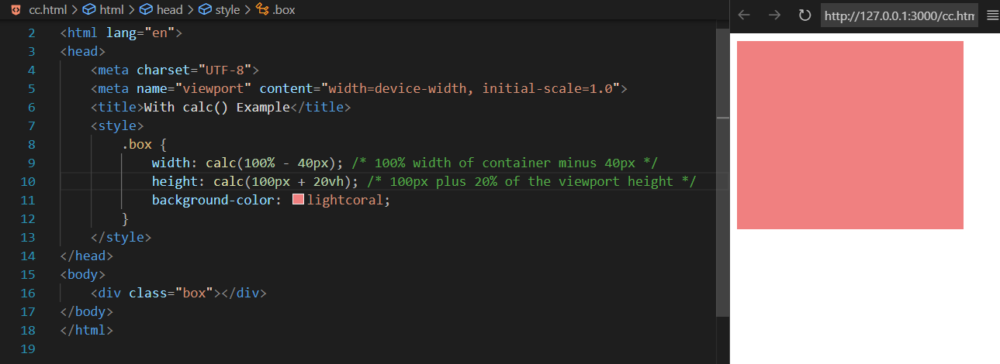 cc.html > html > head > style > .box
2 <html lang="en">
3 <head>
4     <meta charset="UTF-8">
5     <meta name="viewport" content="width=device-width, initial-scale=1.0">
6     <title>With calc() Example</title>
7     <style>
8         .box {
9             width: calc(100% - 40px); /* 100% width of container minus 40px */
10             height: calc(100px + 20vh); /* 100px plus 20% of the viewport height */
11             background-color: lightcoral;
12         }
13     </style>
14 </head>
15 <body>
16     <div class="box"></div>
17 </body>
18 </html>
19
http://127.0.0.1:3000/cc.htm